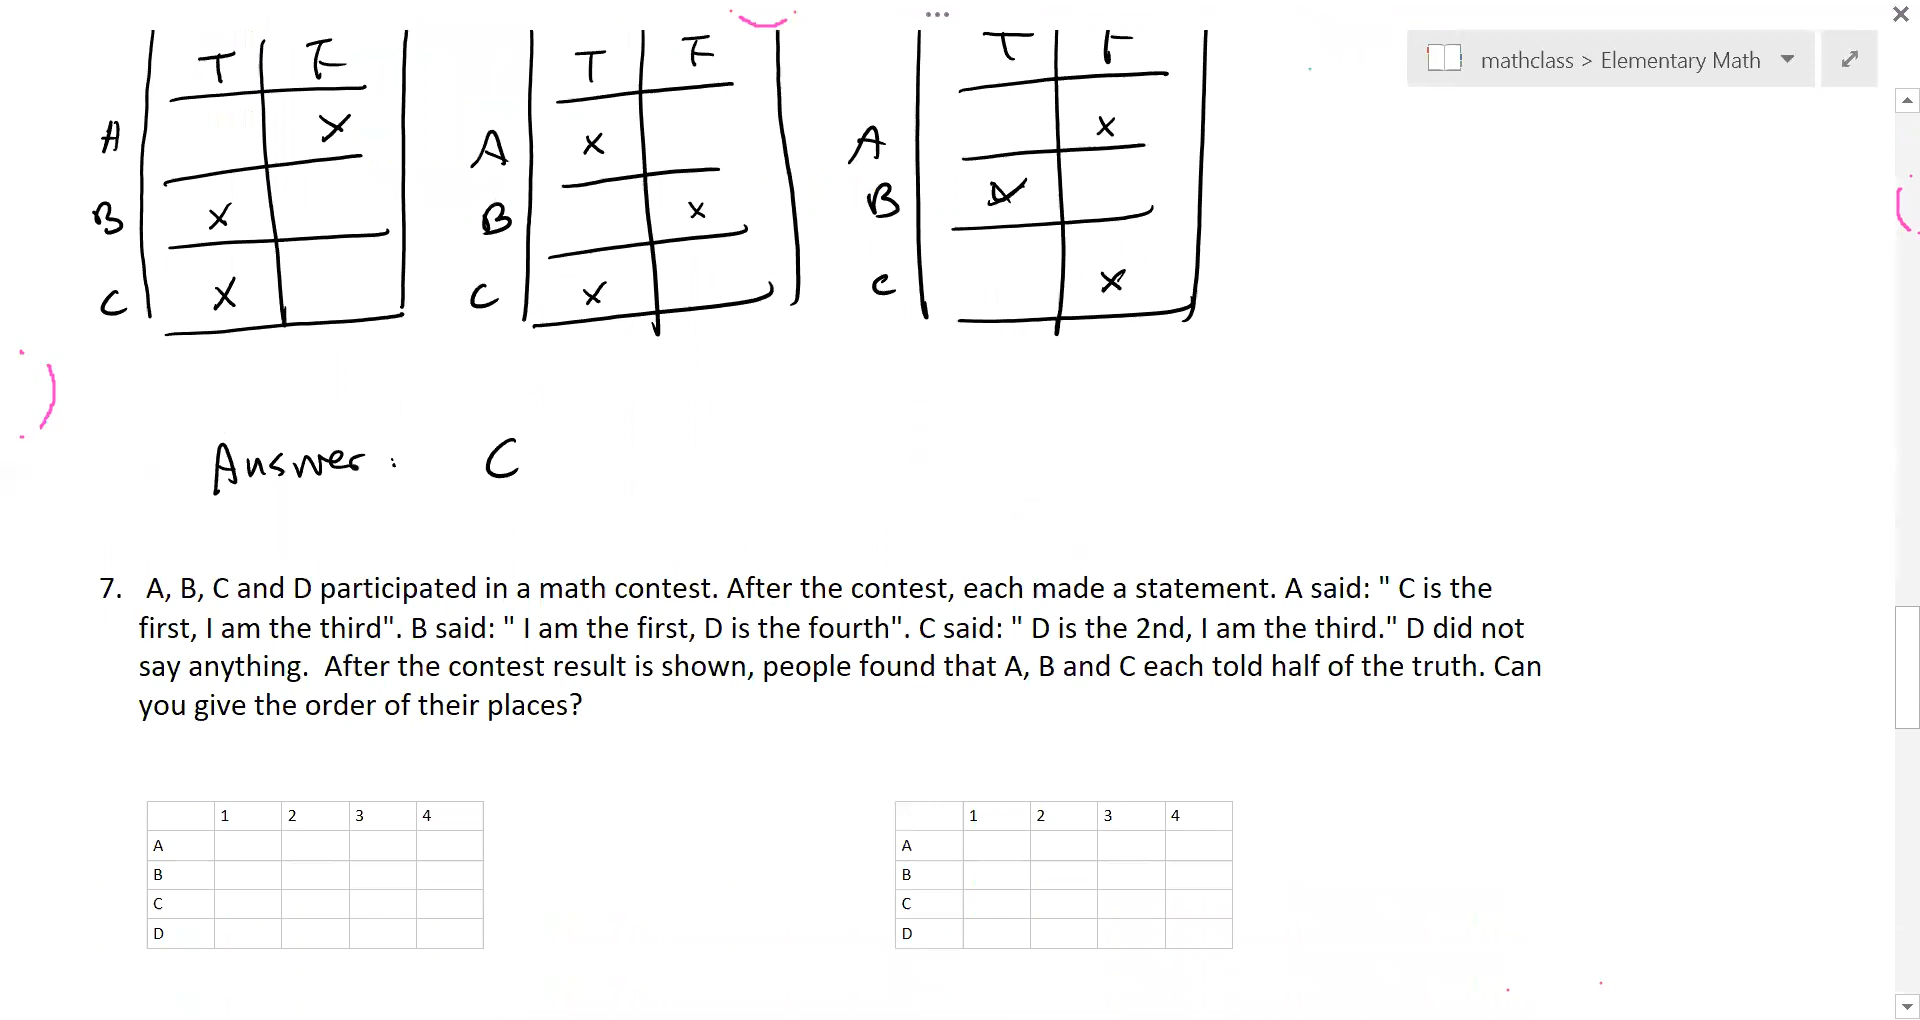 mathclass > Elementary Math
T F T F T F
A X A X A X
B X B X B X
C X C X C X
Answer: C
7. A, B, C and D participated in a math contest. After the contest, each made a statement. A said: " C is the
first, I am the third". B said: " I am the first, D is the fourth". C said: " D is the 2nd, I am the third." D did not
say anything. After the contest result is shown, people found that A, B and C each told half of the truth. Can
you give the order of their places?
1 2 3 4 1 2 3 4
A A
B B
C C
D D